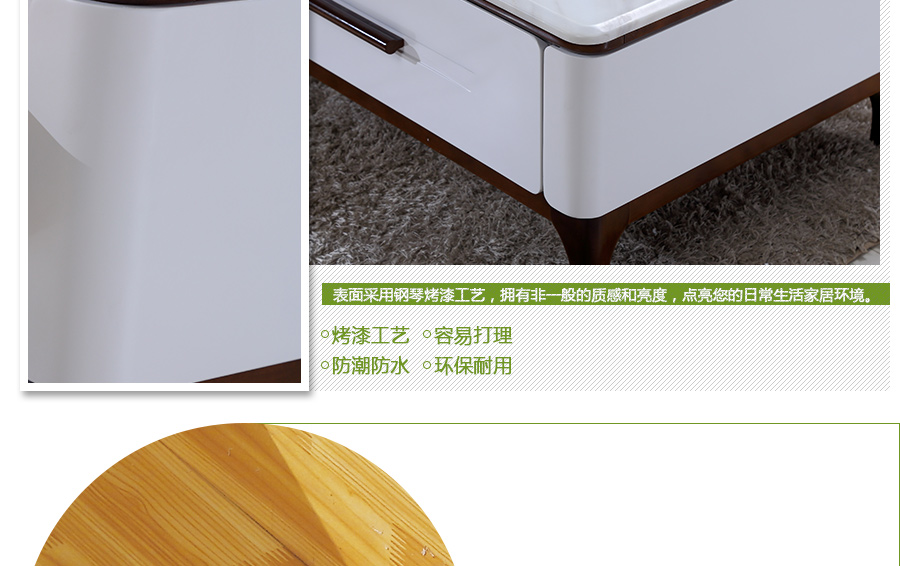 表面采用钢琴烤漆工艺，拥有非一般的质感和亮度，点亮您的日常生活家居环境。
烤漆工艺 容易打理
防潮防水 环保耐用